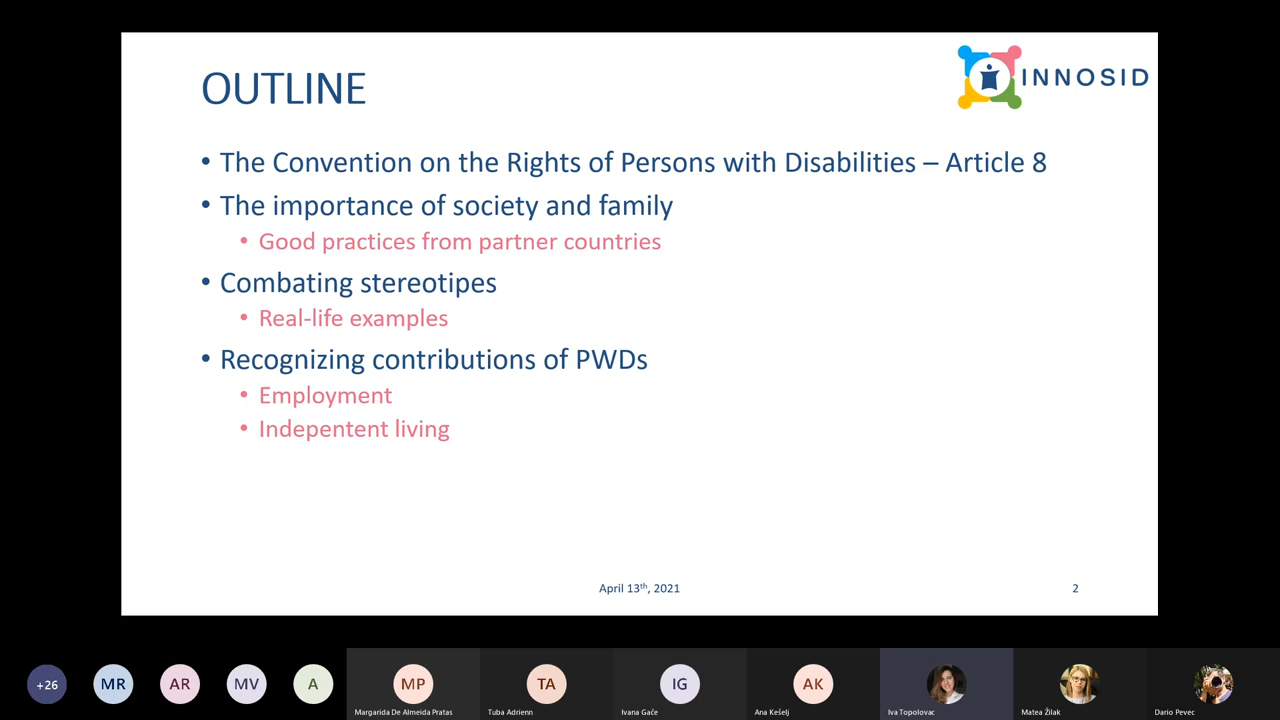 OUTLINE
INNOSID
• The Convention on the Rights of Persons with Disabilities – Article 8
• The importance of society and family
• Good practices from partner countries
• Combating stereotipes
• Real-life examples
• Recognizing contributions of PWDs
• Employment
• Indepentent living
April 13th, 2021
2
+26
MR
AR
MV
A
MP
TA
IG
AK
Margarida De Almeida Pratas
Tuba Adrienn
Ivana Gače
Ana Kešelj
Iva Topolovac
Matea Žilak
Dario Pevec